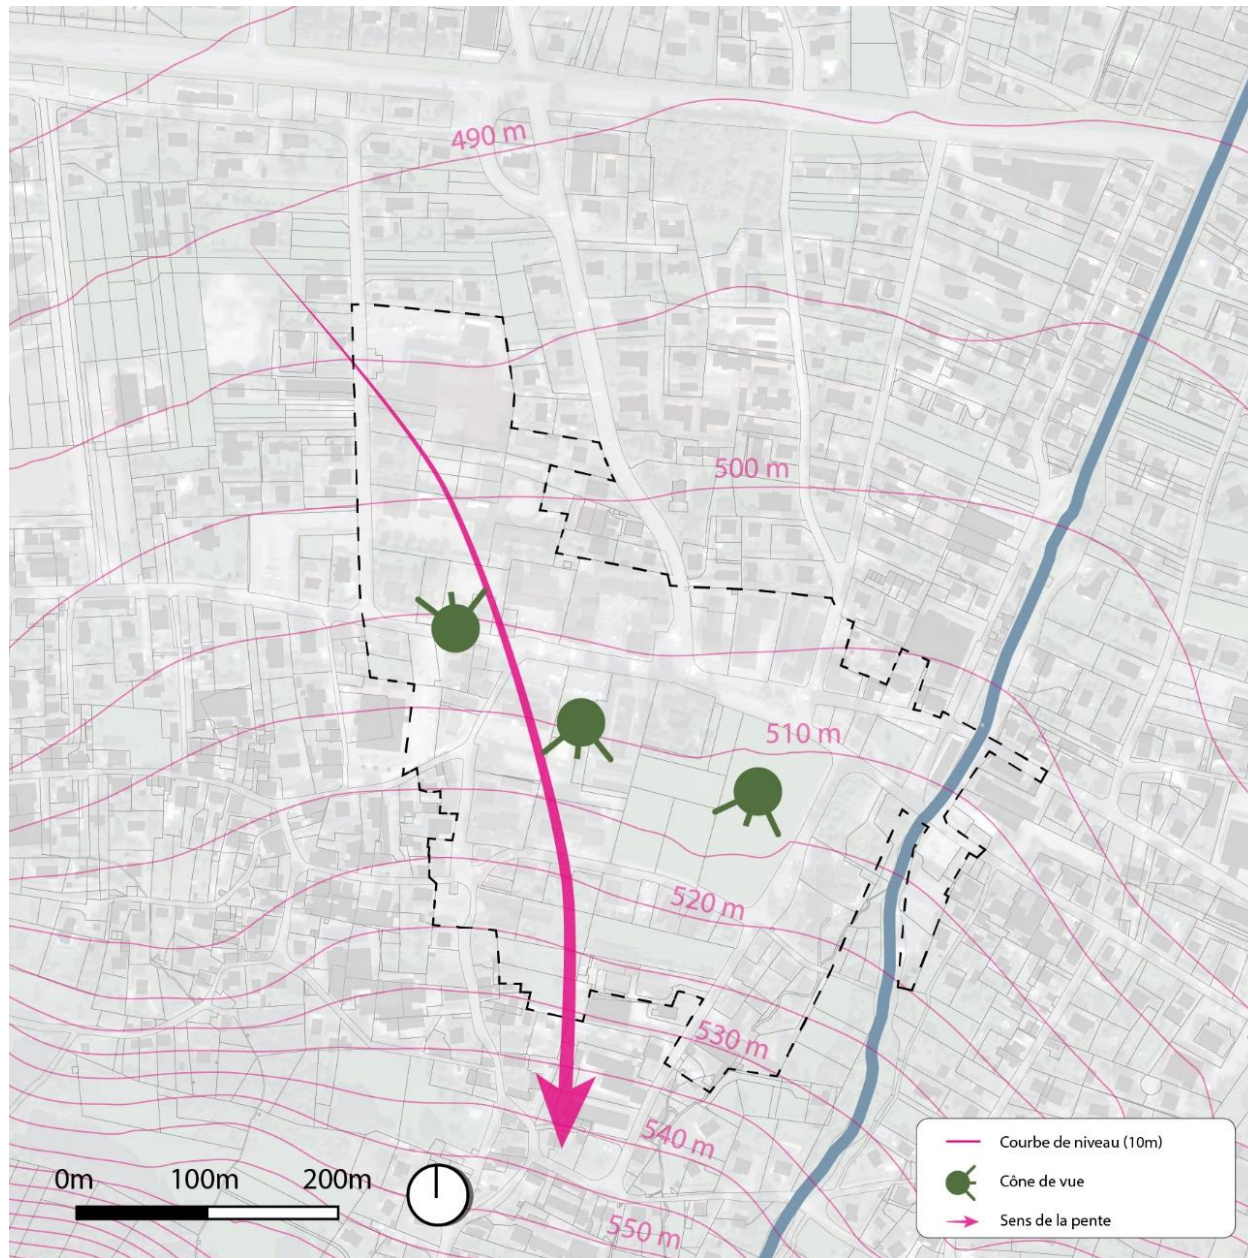 490 m
500 m
510 m
520 m
530 m
540 m
550 m
0m 100m 200m
Courbe de niveau (10m)
Cône de vue
Sens de la pente